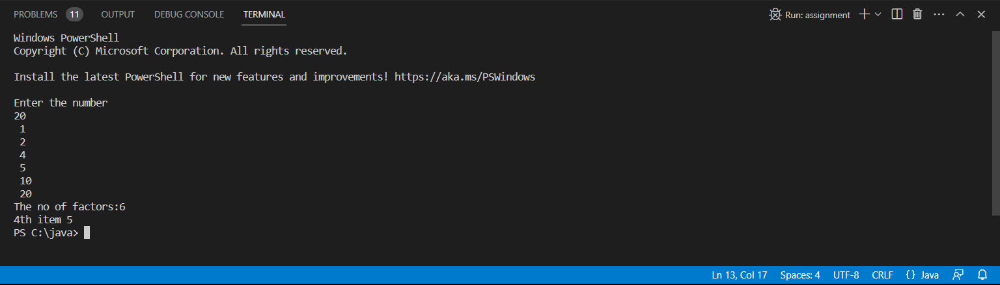 PROBLEMS 11 OUTPUT DEBUG CONSOLE TERMINAL Run: assignment
Windows PowerShell
Copyright (C) Microsoft Corporation. All rights reserved.
Install the latest PowerShell for new features and improvements! https://aka.ms/PSWindows
Enter the number
20
1
2
4
5
10
20
The no of factors:6
4th item 5
PS C:\java>
Ln 13, Col 17 Spaces: 4 UTF-8 CRLF {} Java